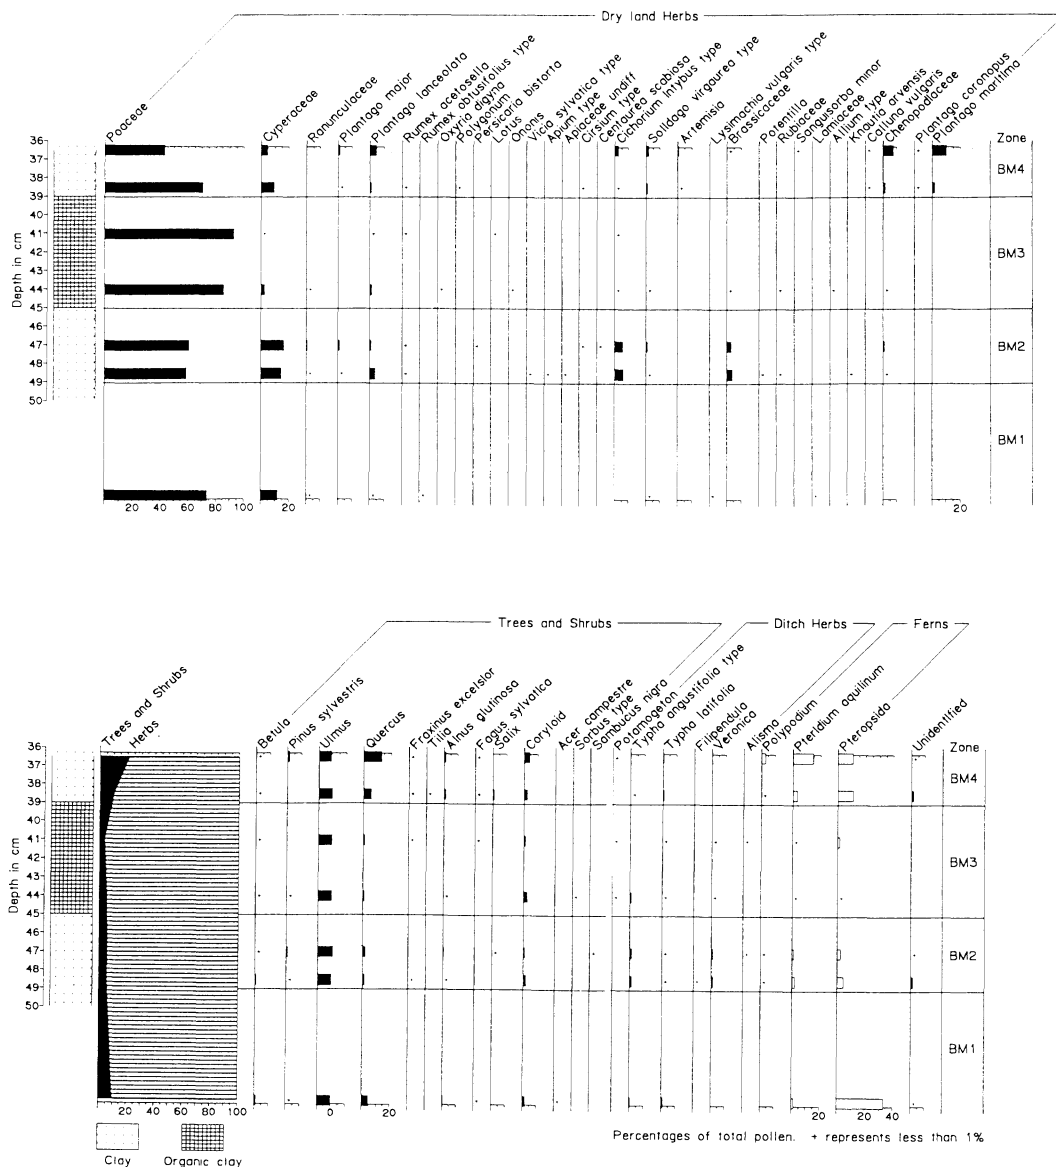 Dry land Herbs
Poaceae
Cyperaceae
Ranunculaceae
Plantago major
Plantago lanceolata
Rumex acetosella
Rumex obtusifolius type
Oxyria digyna
Polygonum
Persicaria bistorta
Lotus
Ononis
Vicia sylvatica type
Apium type
Apiaceae undiff
Cirsium type
Centaurea scabiosa
Cichorium intybus type
Solidago virgaurea type
Artemisia
Lysimachia vulgaris type
Brassicaceae
Potentilla
Rubiaceae
Sanguisorba minor
Lamiaceae
Allium type
Knautia arvensis
Calluna vulgaris
Chenopodiaceae
Plantago coronopus
Plantago maritima
Zone
Depth in cm
36
37
38
39
40
41
42
43
44
45
46
47
48
49
50
BM4
BM3
BM2
BM1
20 40 60 80 100
20
20
Trees and Shrubs
Ditch Herbs
Ferns
Trees and Shrubs
Herbs
Betula
Pinus sylvestris
Ulmus
Quercus
Fraxinus excelsior
Tilia
Alnus glutinosa
Fagus sylvatica
Salix
Coryloid
Acer campestre
Sorbus type
Sambucus nigra
Potamogeton
Typha angustifolia type
Typha latifolia
Filipendula
Veronica
Alisma
Polypodium
Pteridium aquilinum
Pteropsida
Unidentified
Zone
Depth in cm
36
37
38
39
40
41
42
43
44
45
46
47
48
49
50
BM4
BM3
BM2
BM1
20 40 60 80 100
0
20
20
20 40
Clay
Organic clay
Percentages of total pollen. + represents less than 1%